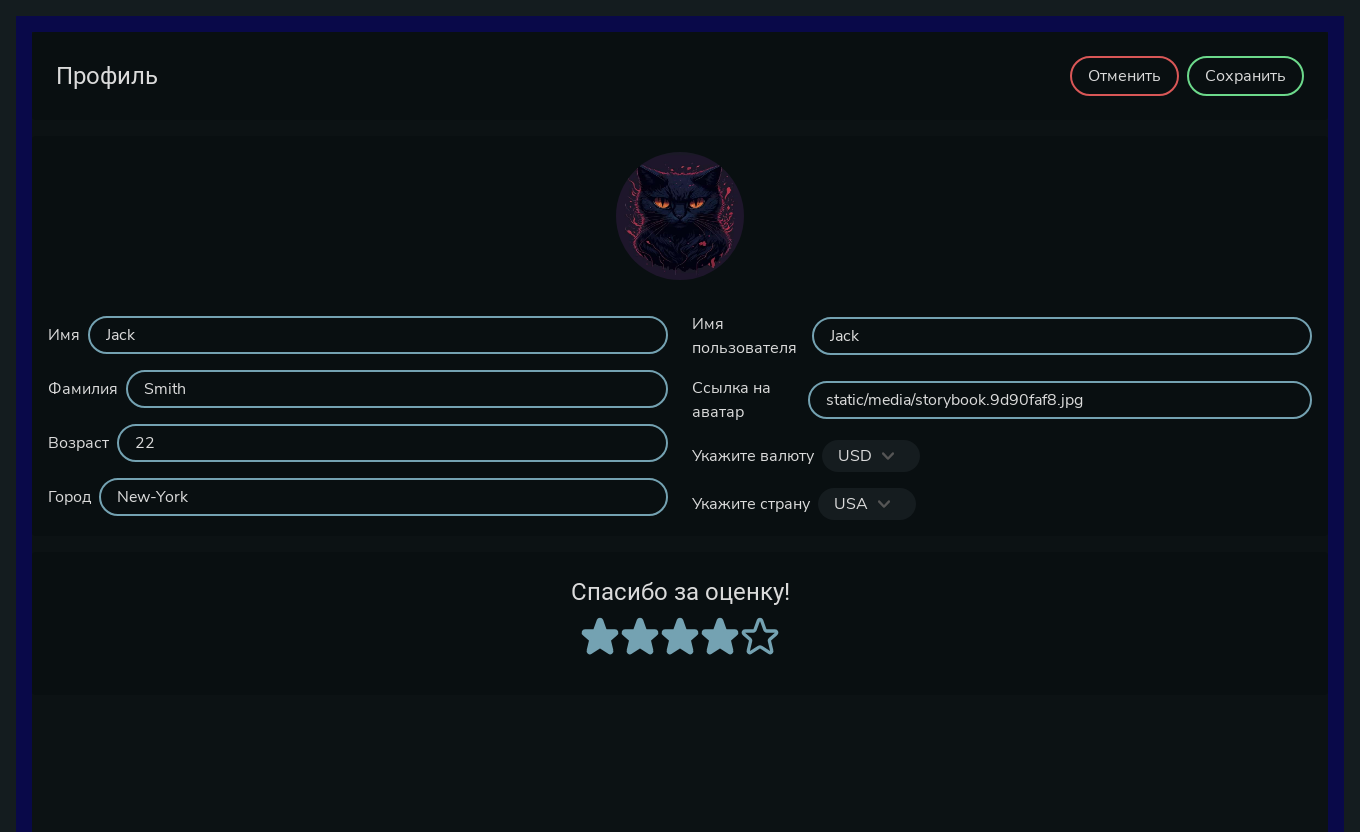 Профиль
Отменить
Сохранить
Имя
Jack
Фамилия
Smith
Возраст
22
Город
New-York
Имя
пользователя
Jack
Ссылка на
аватар
static/media/storybook.9d90faf8.jpg
Укажите валюту
USD
Укажите страну
USA
Спасибо за оценку!